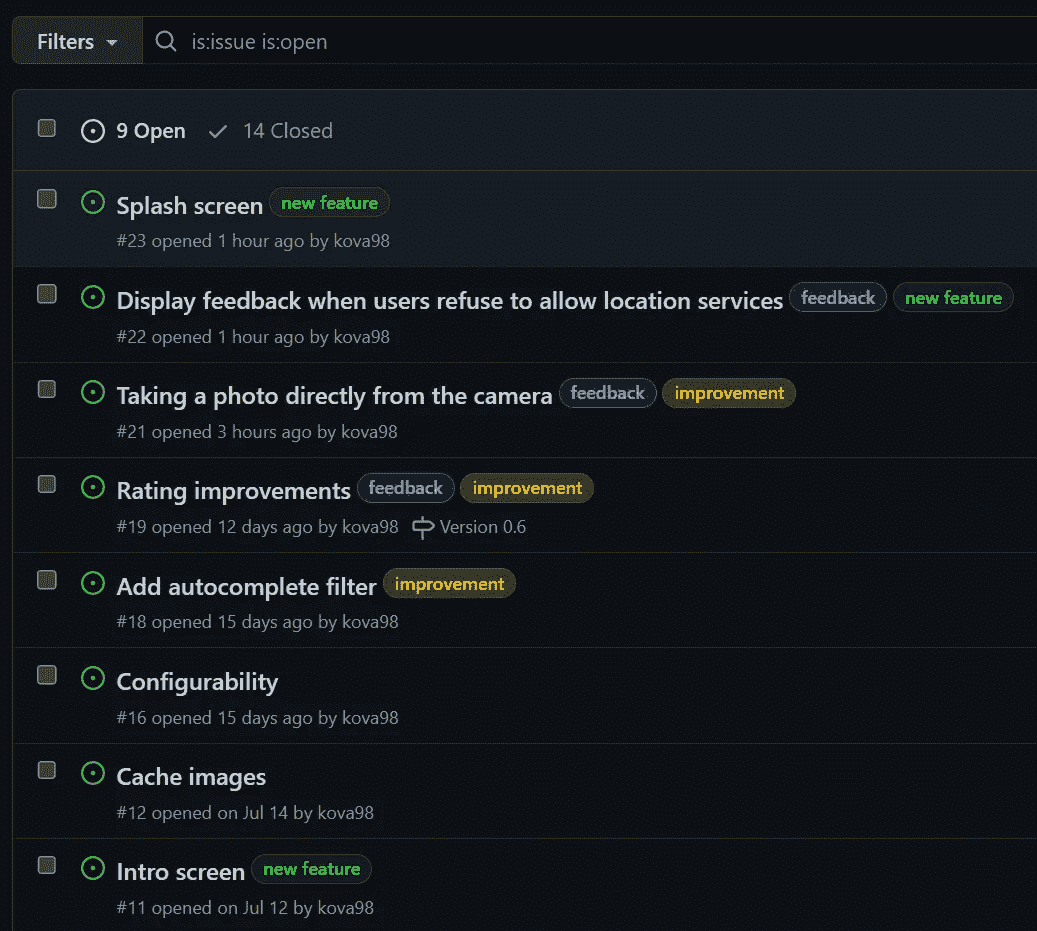 Filters is:issue is:open
9 Open 14 Closed
Splash screen new feature
#23 opened 1 hour ago by kova98
Display feedback when users refuse to allow location services feedback new feature
#22 opened 1 hour ago by kova98
Taking a photo directly from the camera feedback improvement
#21 opened 3 hours ago by kova98
Rating improvements feedback improvement
#19 opened 12 days ago by kova98 Version 0.6
Add autocomplete filter improvement
#18 opened 15 days ago by kova98
Configurability
#16 opened 15 days ago by kova98
Cache images
#12 opened on Jul 14 by kova98
Intro screen new feature
#11 opened on Jul 12 by kova98